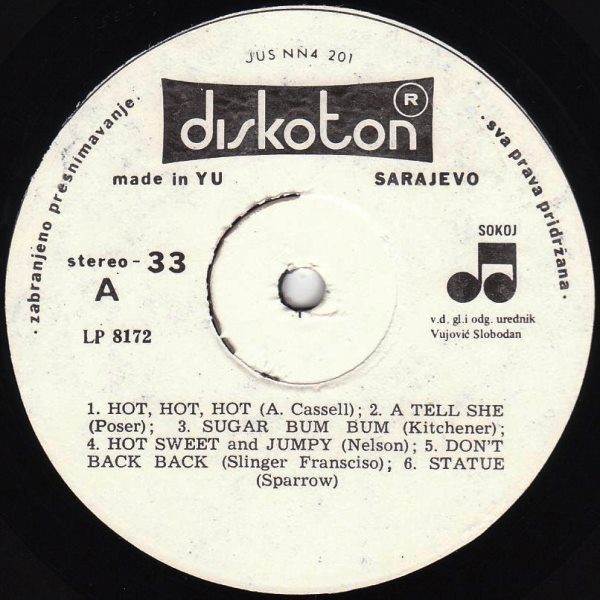 JUS NN4 201
diskoton ®
made in YU
SARAJEVO
· zabranjeno presnimavanje ·
· sva prava pridržana ·
stereo - 33
A
LP 8172
SOKOJ
v.d. gl.i odg. urednik
Vujović Slobodan
1. HOT, HOT, HOT (A. Cassell); 2. A TELL SHE
(Poser); 3. SUGAR BUM BUM (Kitchener);
4. HOT SWEET and JUMPY (Nelson); 5. DON'T
BACK BACK (Slinger Fransciso); 6. STATUE
(Sparrow)